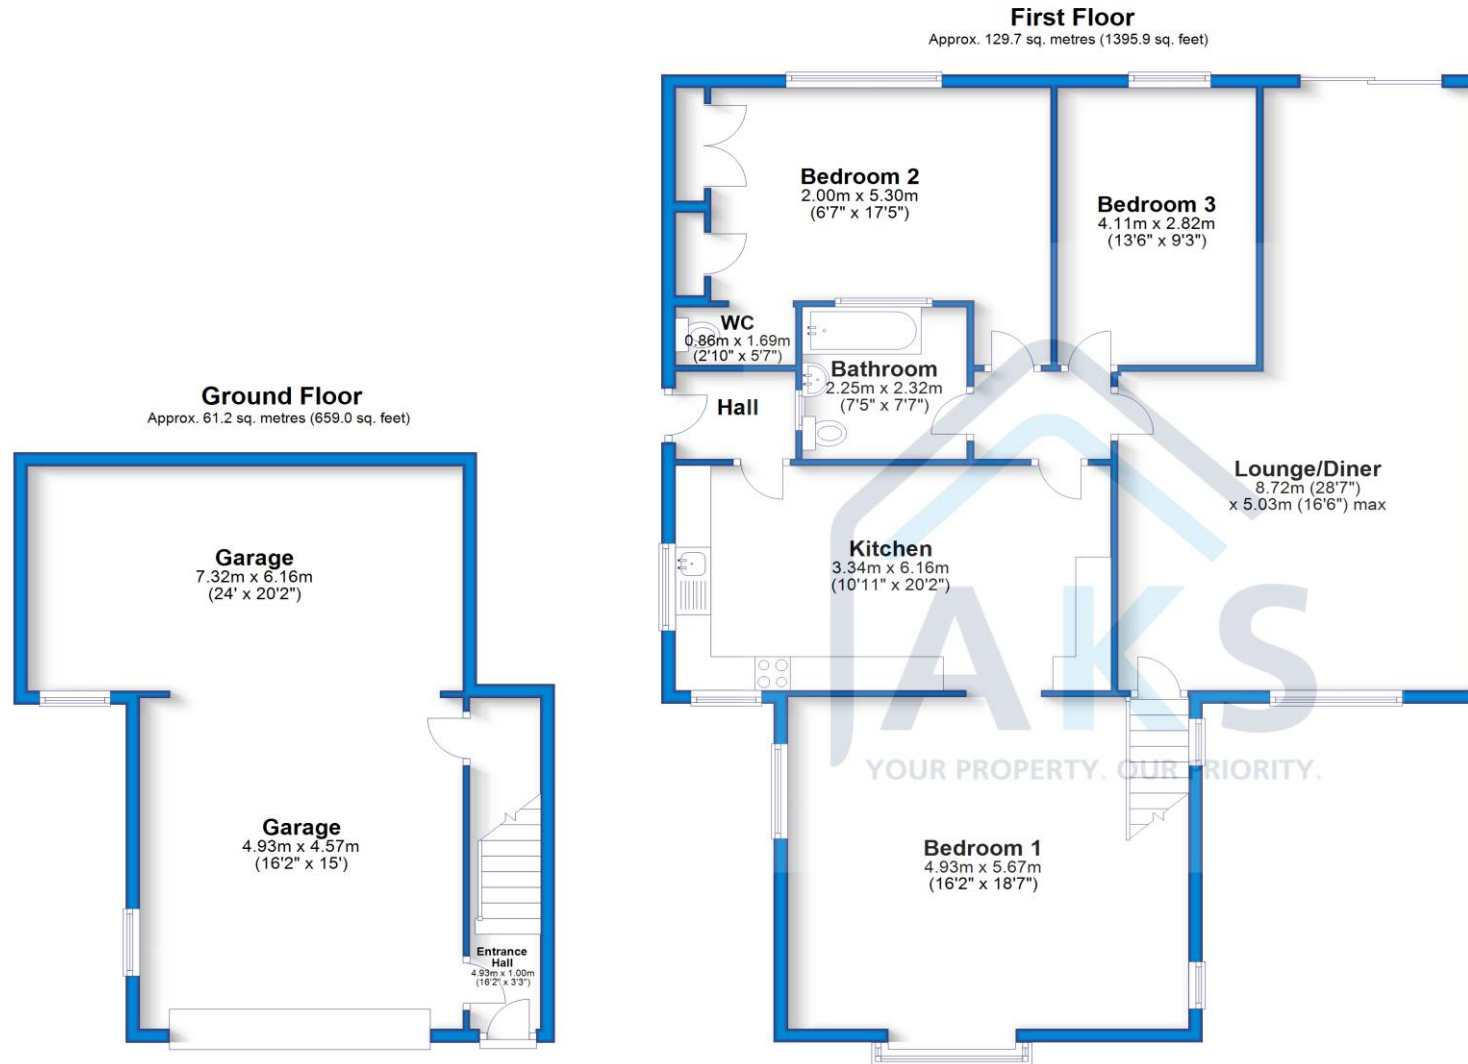 First Floor
Approx. 129.7 sq. metres (1395.9 sq. feet)
Bedroom 2
2.00m x 5.30m
(6'7" x 17'5")
Bedroom 3
4.11m x 2.82m
(13'6" x 9'3")
WC
0.86m x 1.69m
(2'10" x 5'7")
Bathroom
2.25m x 2.32m
(7'5" x 7'7")
Hall
Lounge/Diner
8.72m (28'7")
x 5.03m (16'6") max
Kitchen
3.34m x 6.16m
(10'11" x 20'2")
Bedroom 1
4.93m x 5.67m
(16'2" x 18'7")
AKS
YOUR PROPERTY. OUR PRIORITY.
Ground Floor
Approx. 61.2 sq. metres (659.0 sq. feet)
Garage
7.32m x 6.16m
(24' x 20'2")
Garage
4.93m x 4.57m
(16'2" x 15')
Entrance
Hall
4.93m x 1.00m
(16'2" x 3'3")